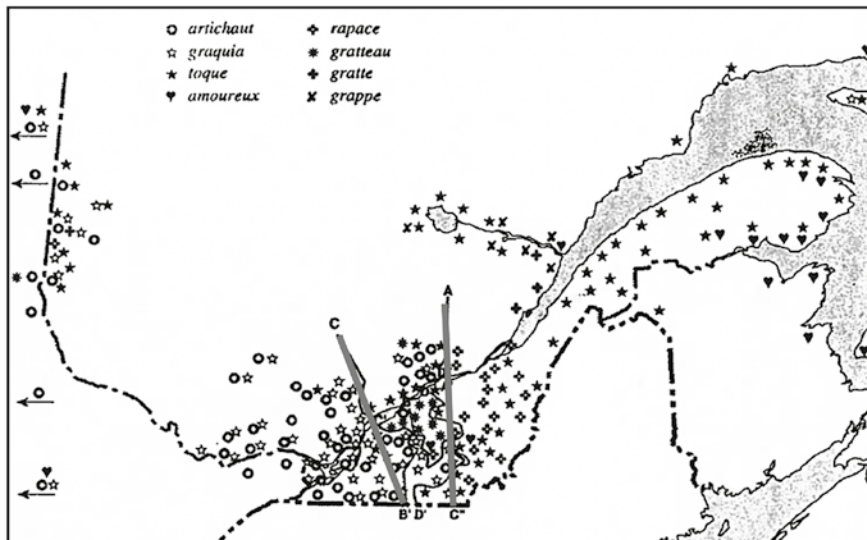 artichaut rapace
graquia gratteau
toque gratte
amoureux grappe
A
C
B' D' C"